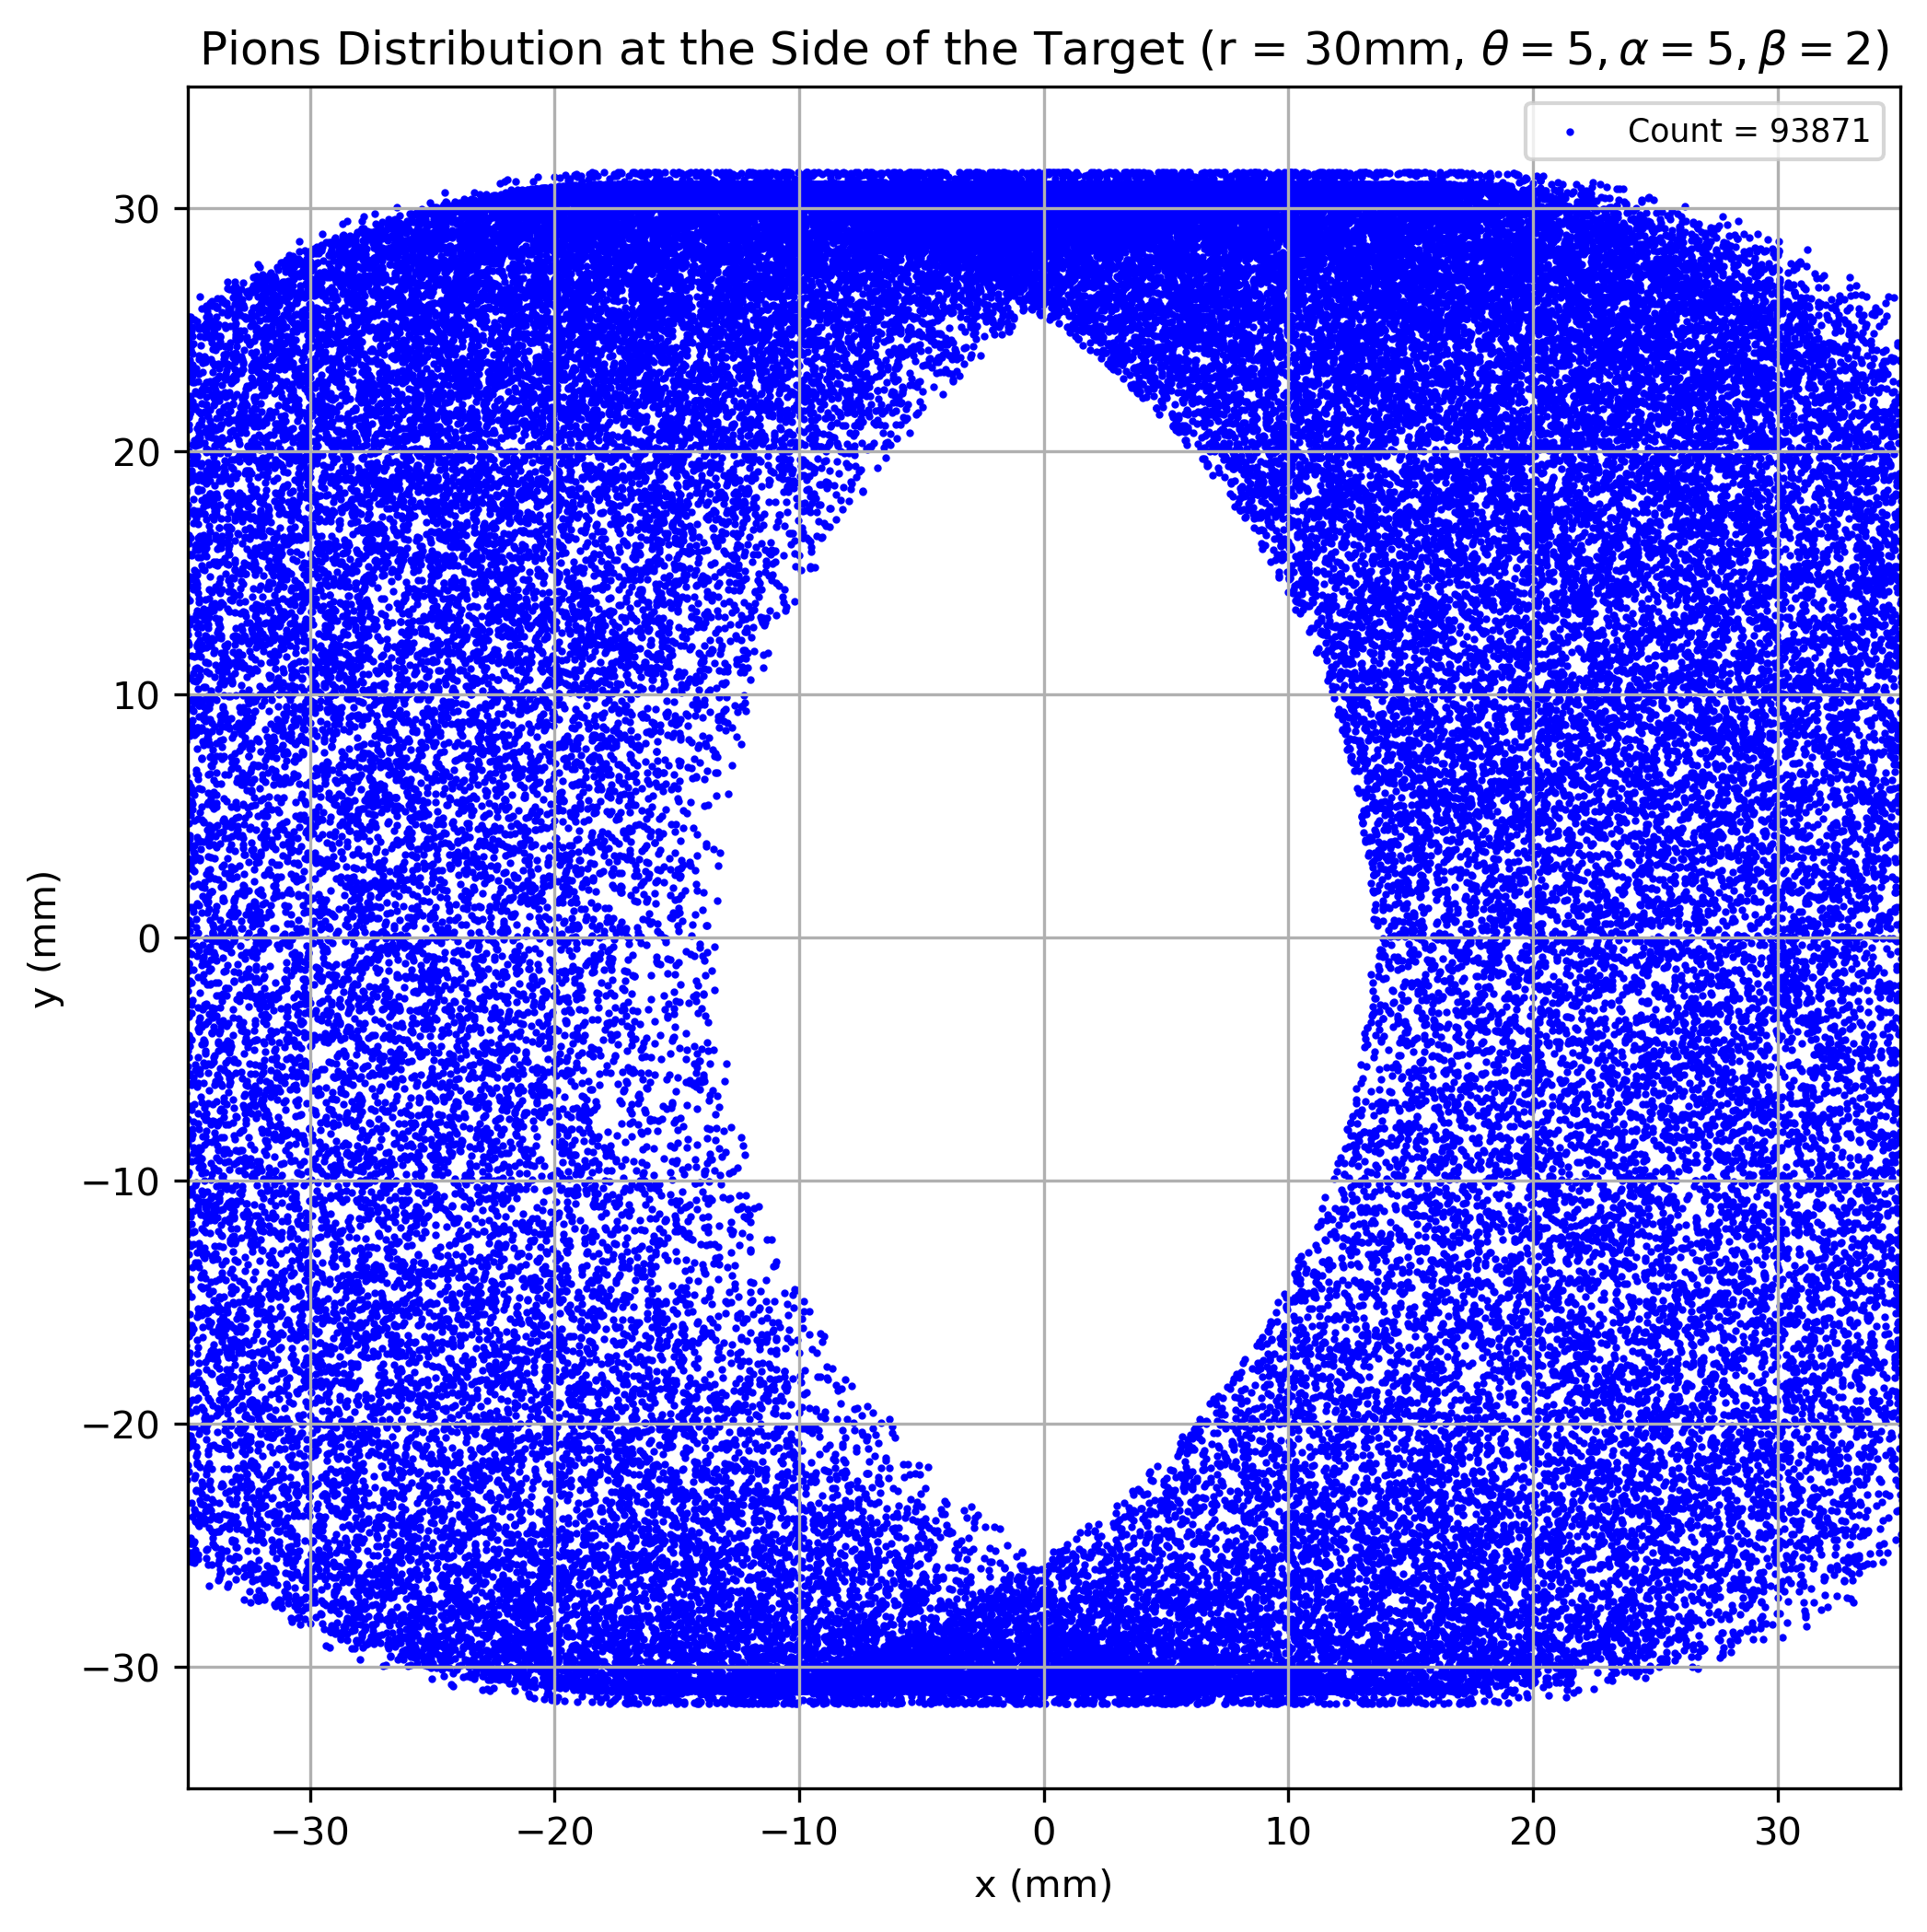 Pions Distribution at the Side of the Target (r = 30mm, θ = 5, α = 5, β = 2)
Count = 93871
30
20
10
0
−10
−20
−30
y (mm)
−30 −20 −10 0 10 20 30
x (mm)